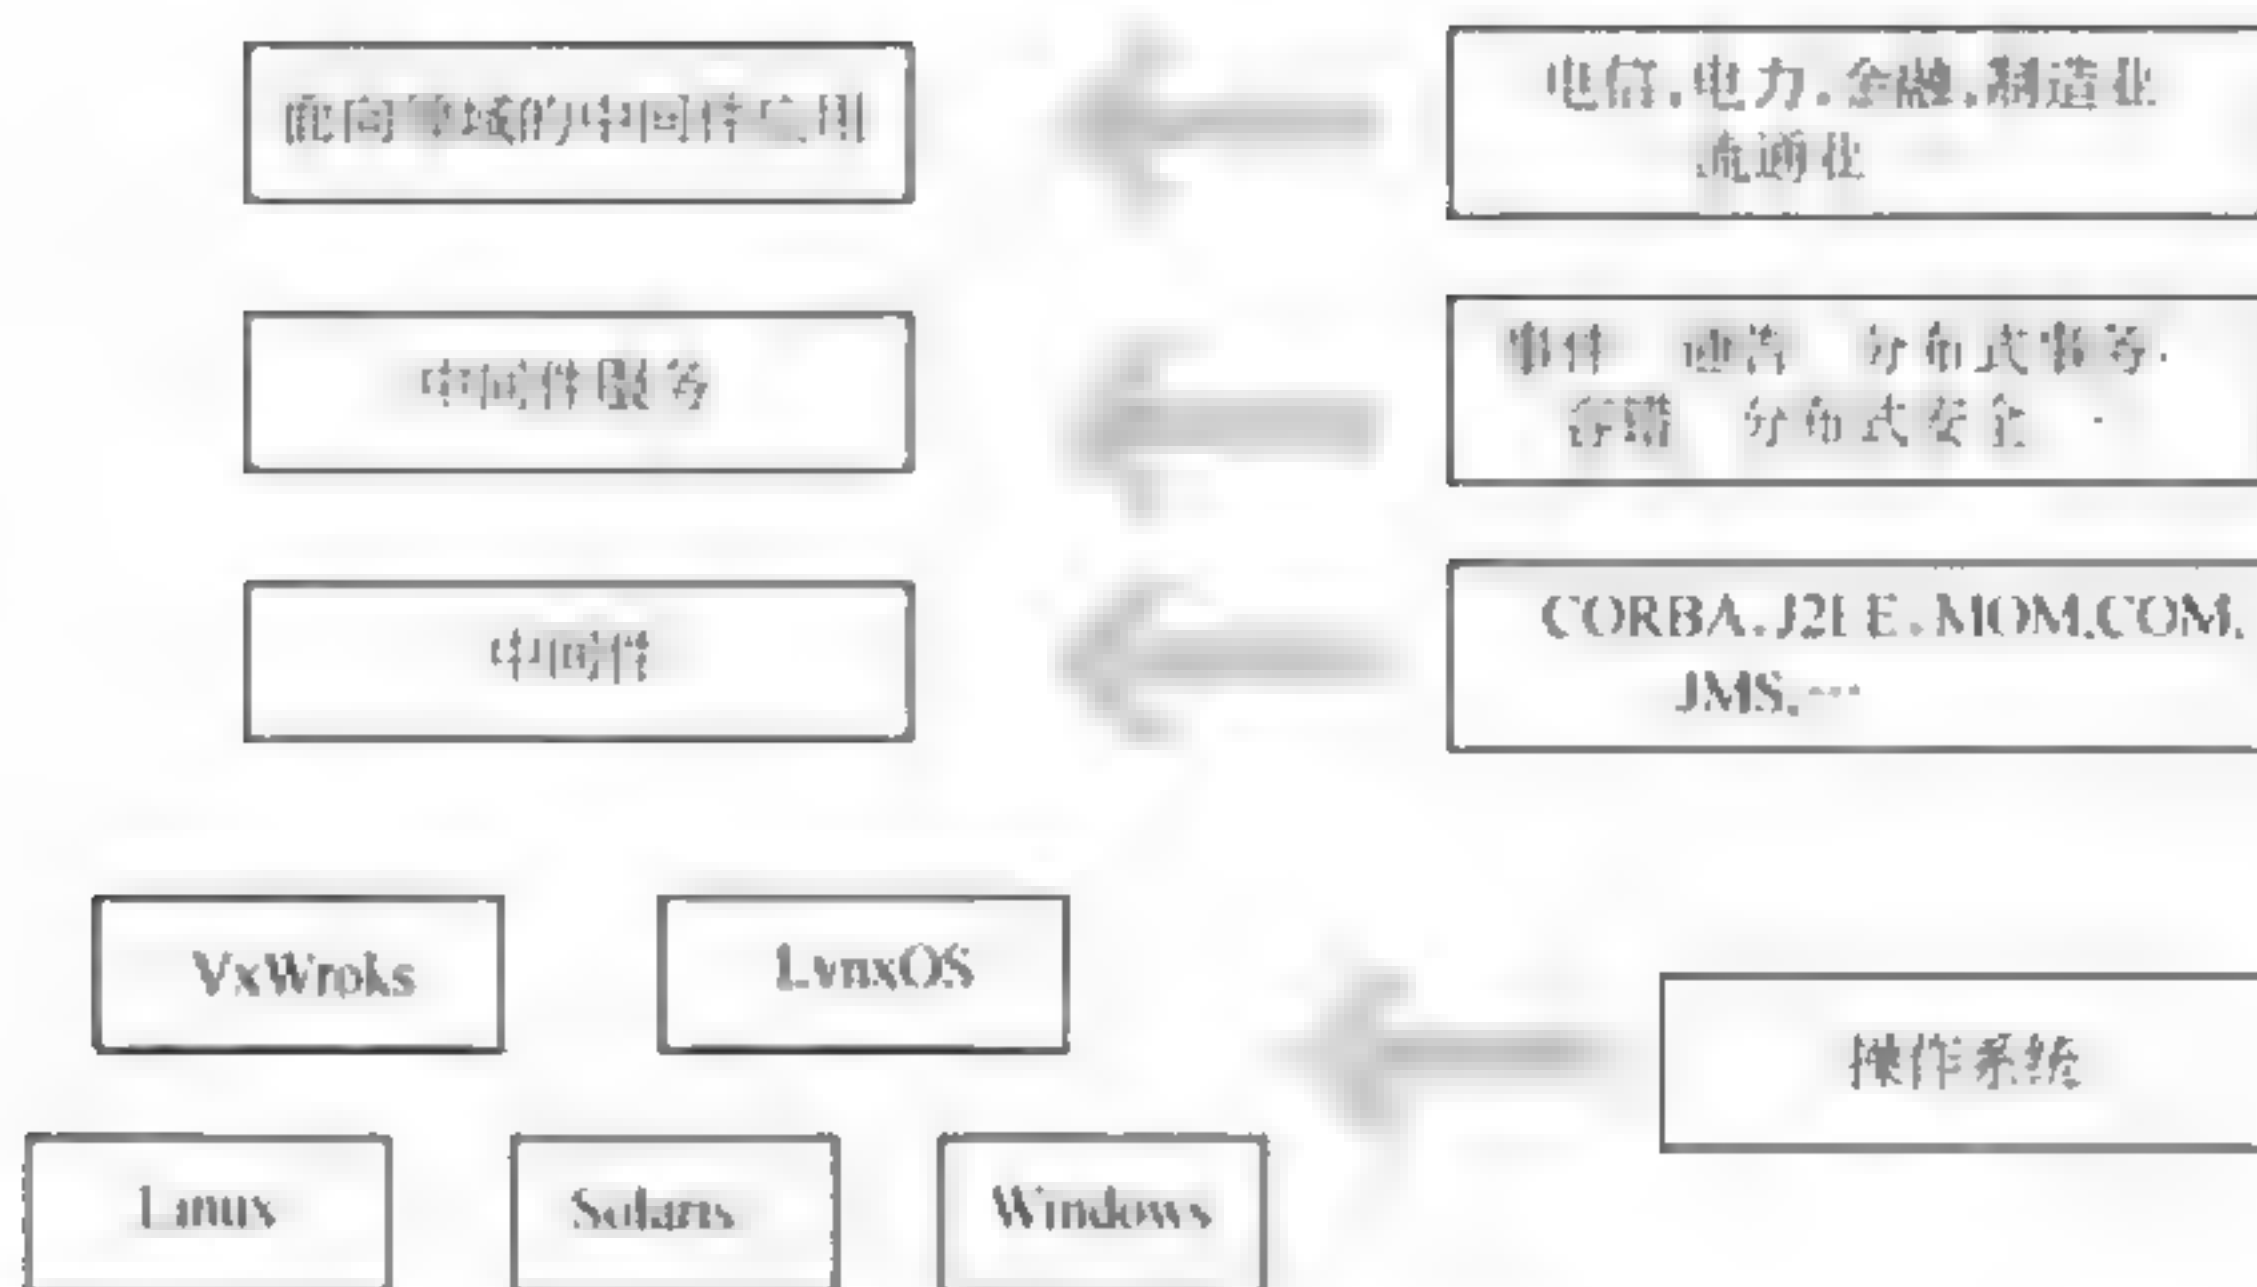 面向领域的中间件应用
电信,电力,金融,制造业
流通业
中间件服务
事件 分布式事务,
存储 分布式安全
中间件
CORBA,J2EE,MOM,COM,
JMS,…
VxWroks
LynxOS
操作系统
Linux
Solaris
Windows